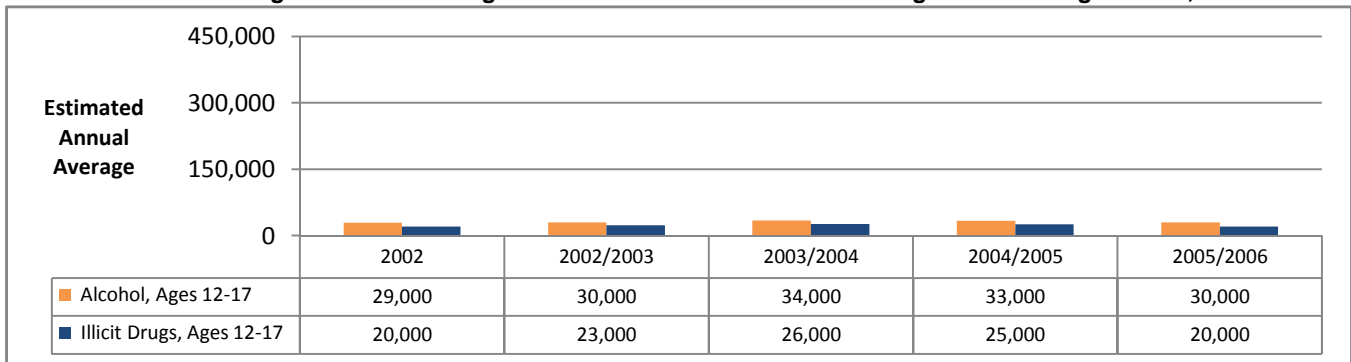 450,000
300,000
150,000
0
Estimated
Annual
Average
2002 2002/2003 2003/2004 2004/2005 2005/2006
Alcohol, Ages 12-17 29,000 30,000 34,000 33,000 30,000
Illicit Drugs, Ages 12-17 20,000 23,000 26,000 25,000 20,000